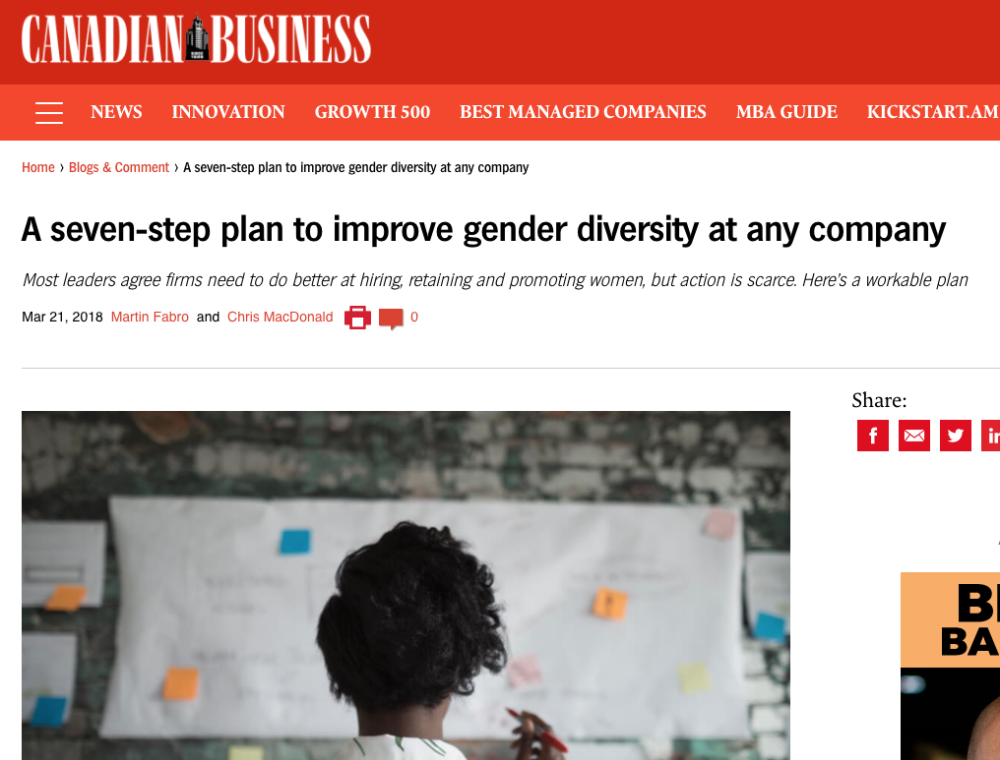 CANADIAN BUSINESS
NEWS INNOVATION GROWTH 500 BEST MANAGED COMPANIES MBA GUIDE KICKSTART.AM
Home › Blogs & Comment › A seven-step plan to improve gender diversity at any company
A seven-step plan to improve gender diversity at any company
Most leaders agree firms need to do better at hiring, retaining and promoting women, but action is scarce. Here's a workable plan
Mar 21, 2018 Martin Fabro and Chris MacDonald 0
Share:
f in
BA